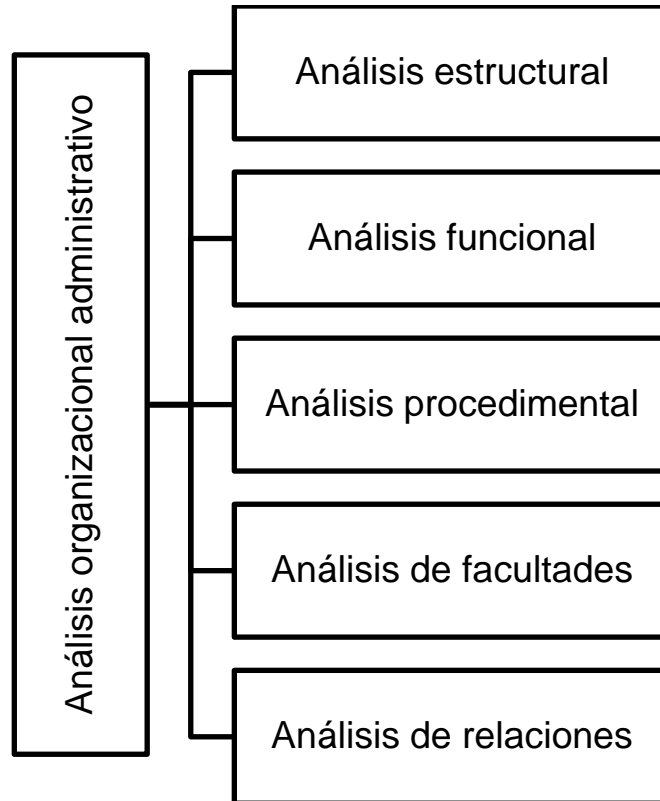 Análisis organizacional administrativo
Análisis estructural
Análisis funcional
Análisis procedimental
Análisis de facultades
Análisis de relaciones